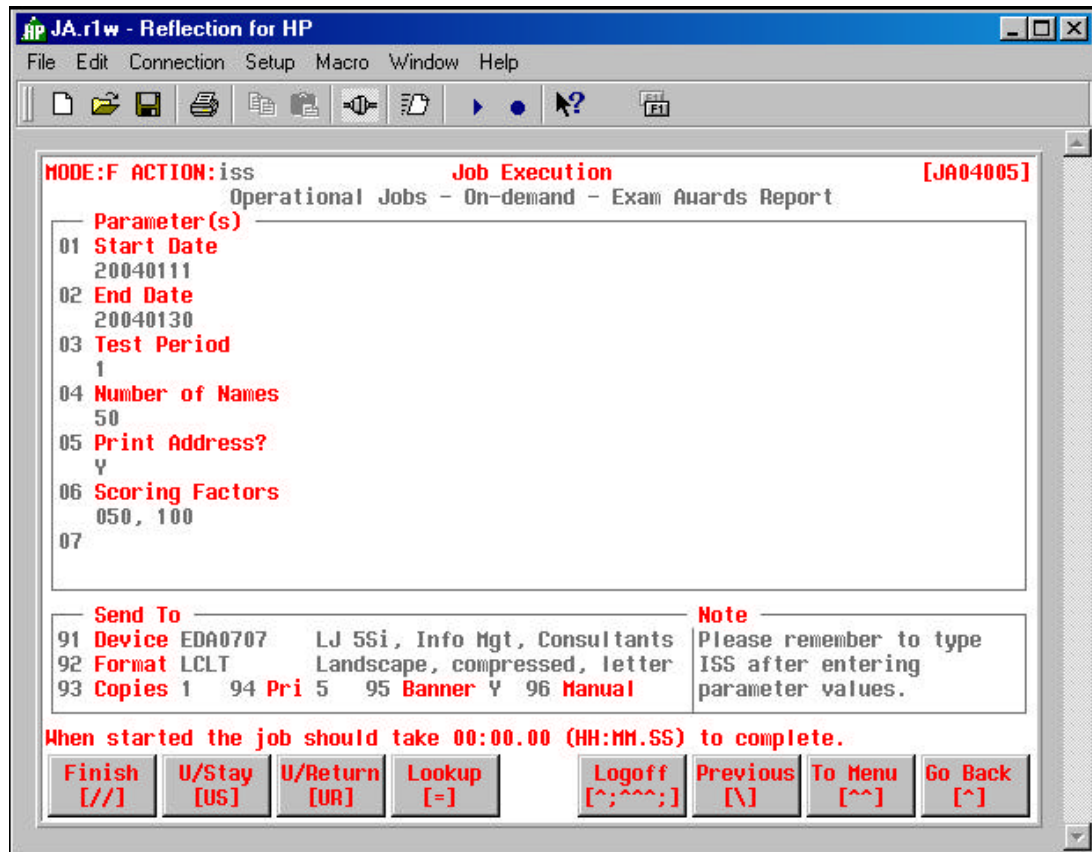 JA.r1w - Reflection for HP
File Edit Connection Setup Macro Window Help
MODE:F ACTION:iss Job Execution [JA04005]
Operational Jobs - On-demand - Exam Awards Report
Parameter(s)
01 Start Date
20040111
02 End Date
20040130
03 Test Period
1
04 Number of Names
50
05 Print Address?
Y
06 Scoring Factors
050, 100
07
Send To
91 Device EDA0707 LJ 5Si, Info Mgt, Consultants
92 Format LCLT Landscape, compressed, letter
93 Copies 1 94 Pri 5 95 Banner Y 96 Manual
Note
Please remember to type
ISS after entering
parameter values.
When started the job should take 00:00.00 (HH:MM.SS) to complete.
Finish
[//]
U/Stay
[US]
U/Return
[UR]
Lookup
[=]
Logoff
[^;^^^;]
Previous
[\]
To Menu
[^^]
Go Back
[^]